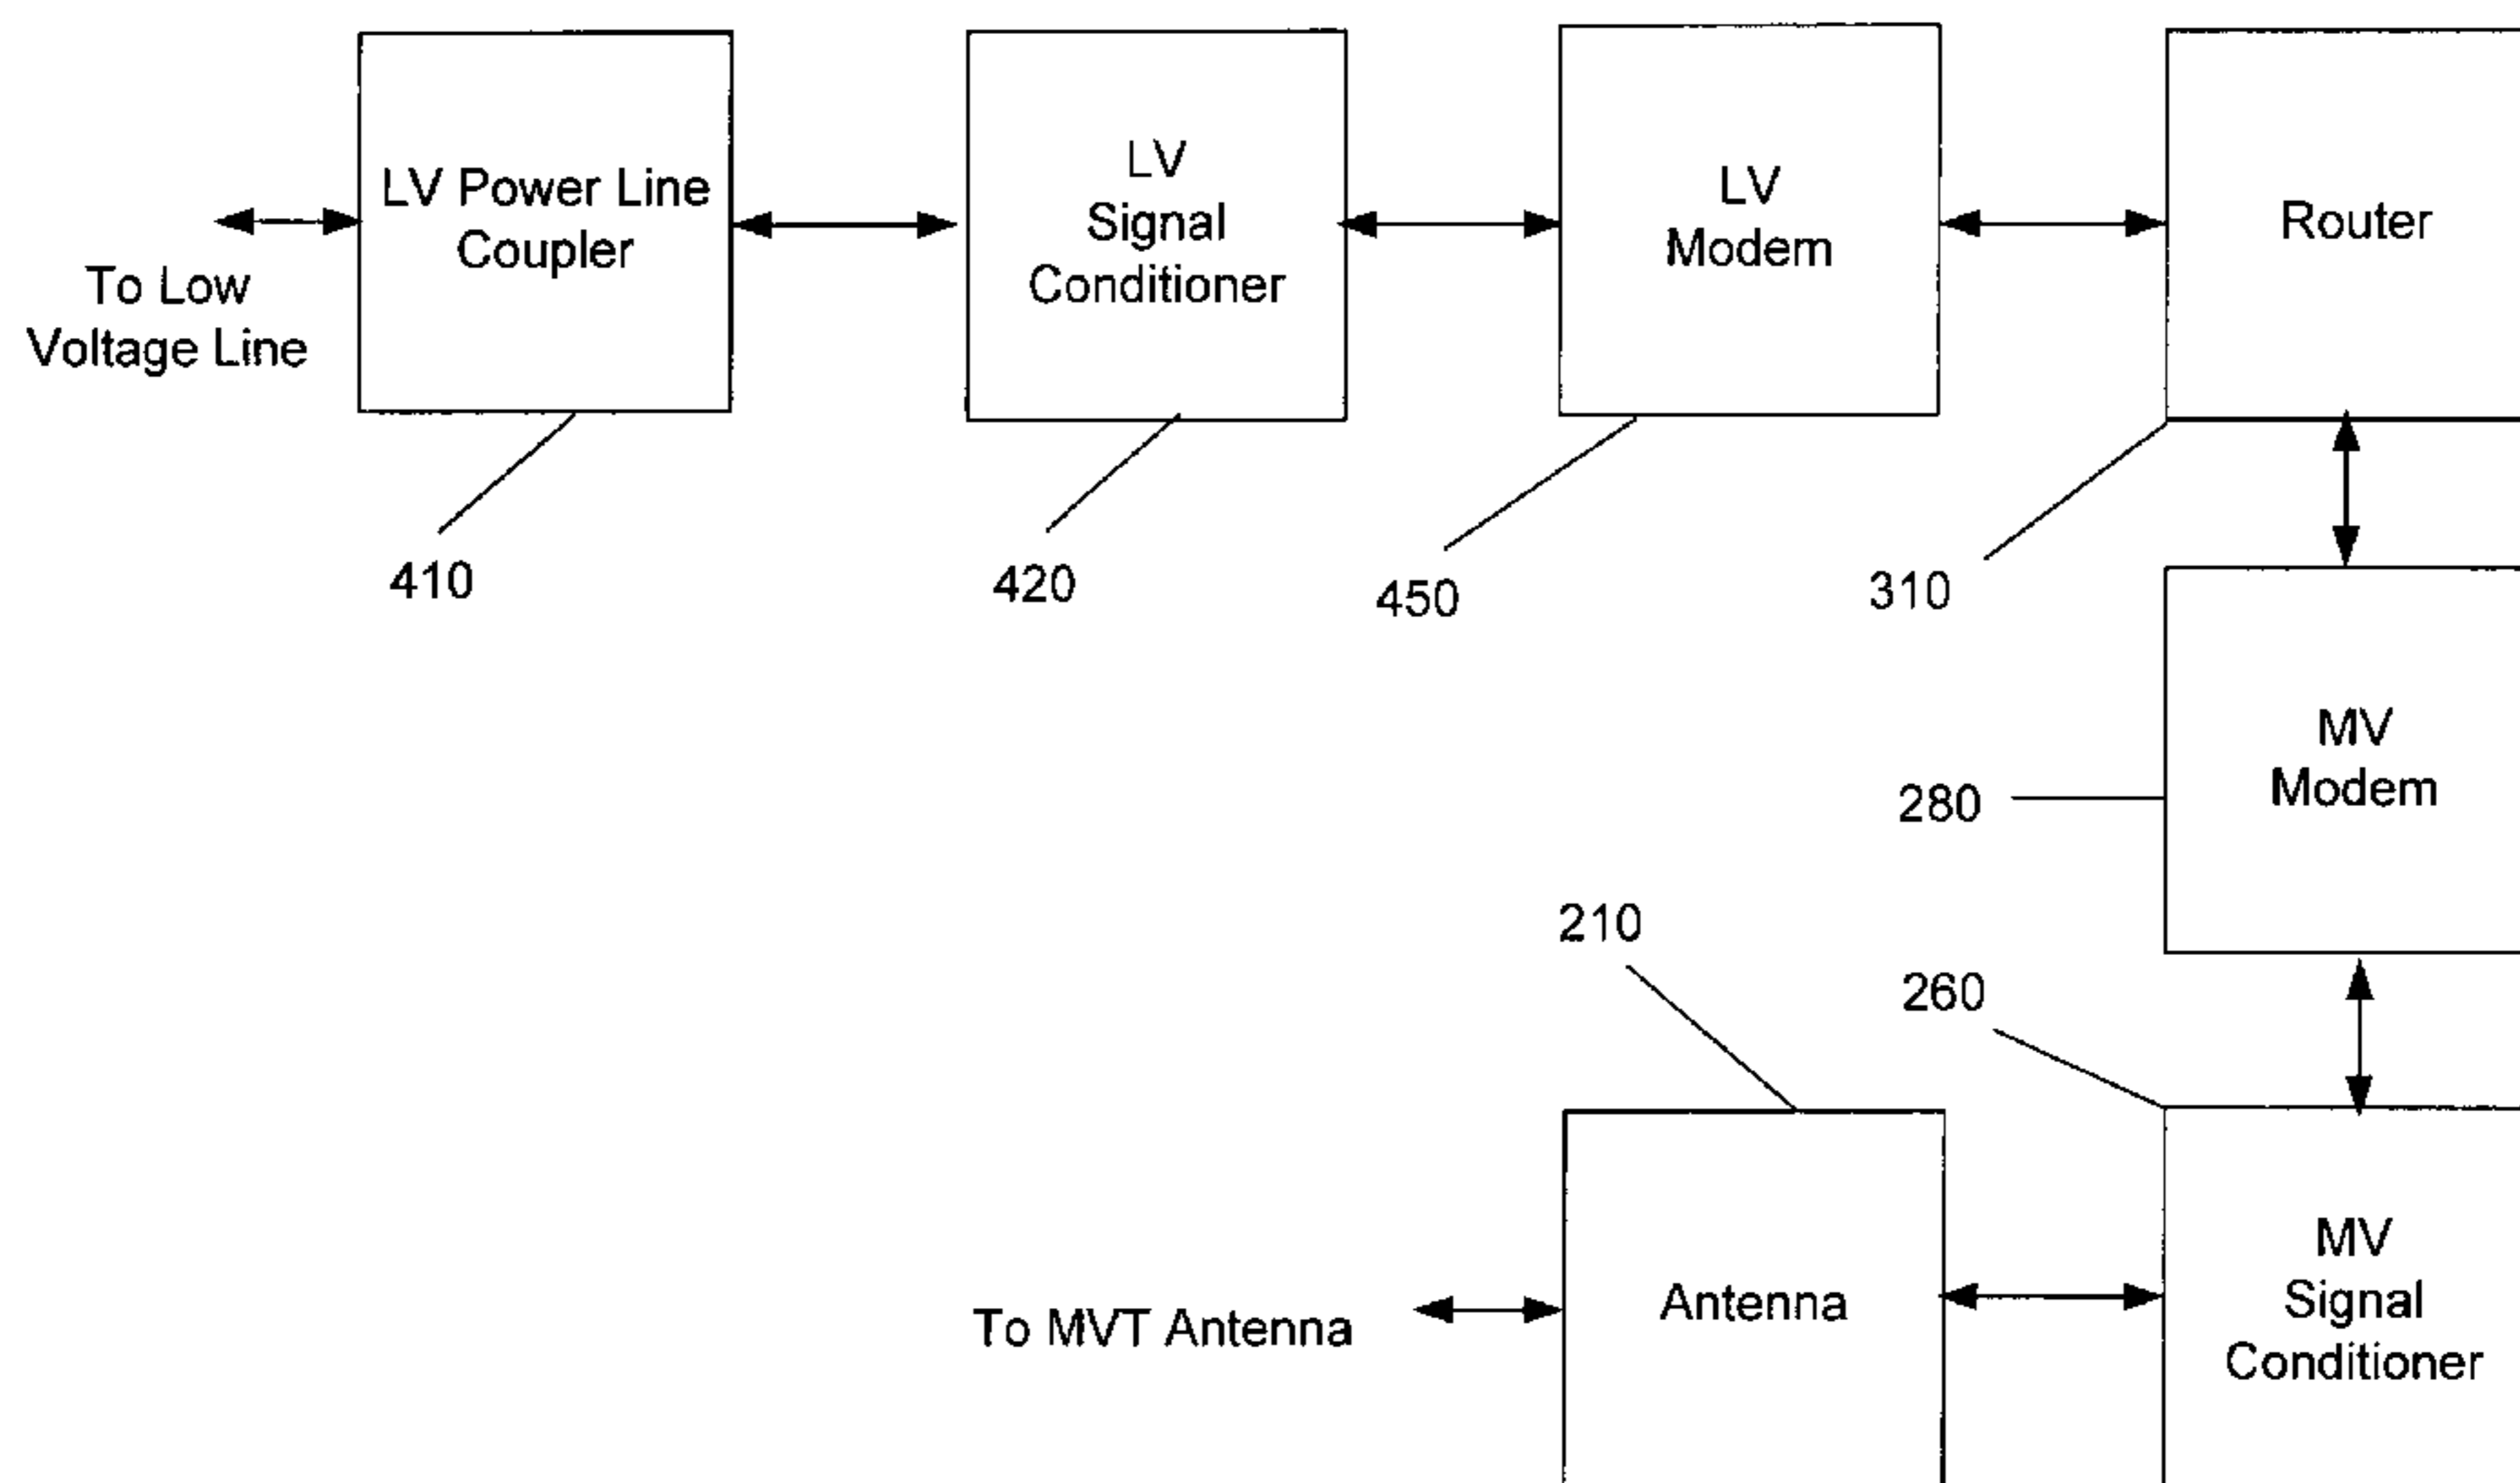 LV Power Line
Coupler
LV
Signal
Conditioner
LV
Modem
Router
To Low
Voltage Line
410
420
450
310
MV
Modem
280
210
260
To MVT Antenna
Antenna
MV
Signal
Conditioner